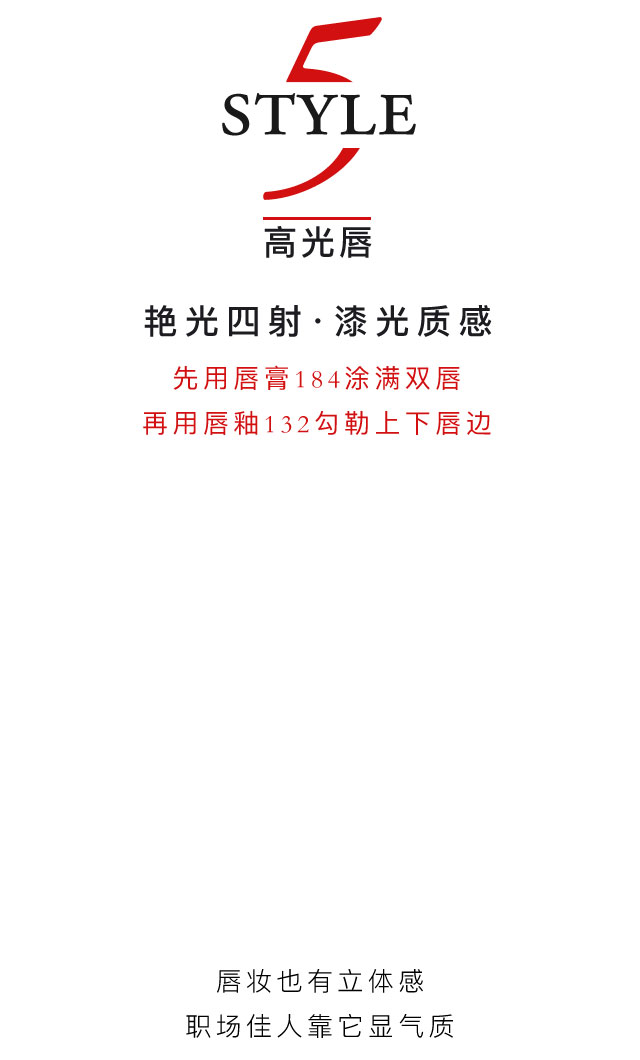 5
STYLE
高光唇
艳光四射·漆光质感
先用唇膏184涂满双唇
再用唇釉132勾勒上下唇边
唇妆也有立体感
职场佳人靠它显气质